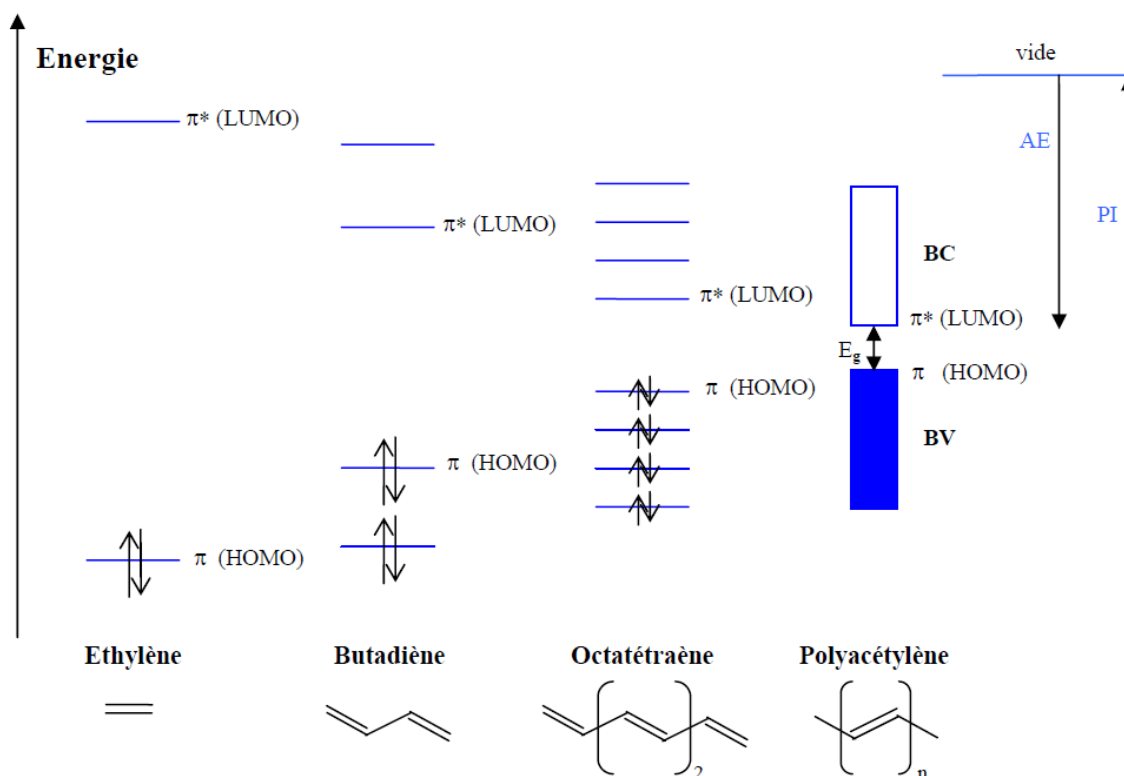 Energie
vide
π* (LUMO)
AE
π* (LUMO)
PI
BC
π* (LUMO)
π* (LUMO)
Eg
π (HOMO)
π (HOMO)
BV
π (HOMO)
π (HOMO)
Ethylène Butadiène Octatétraène Polyacétylène
2
n